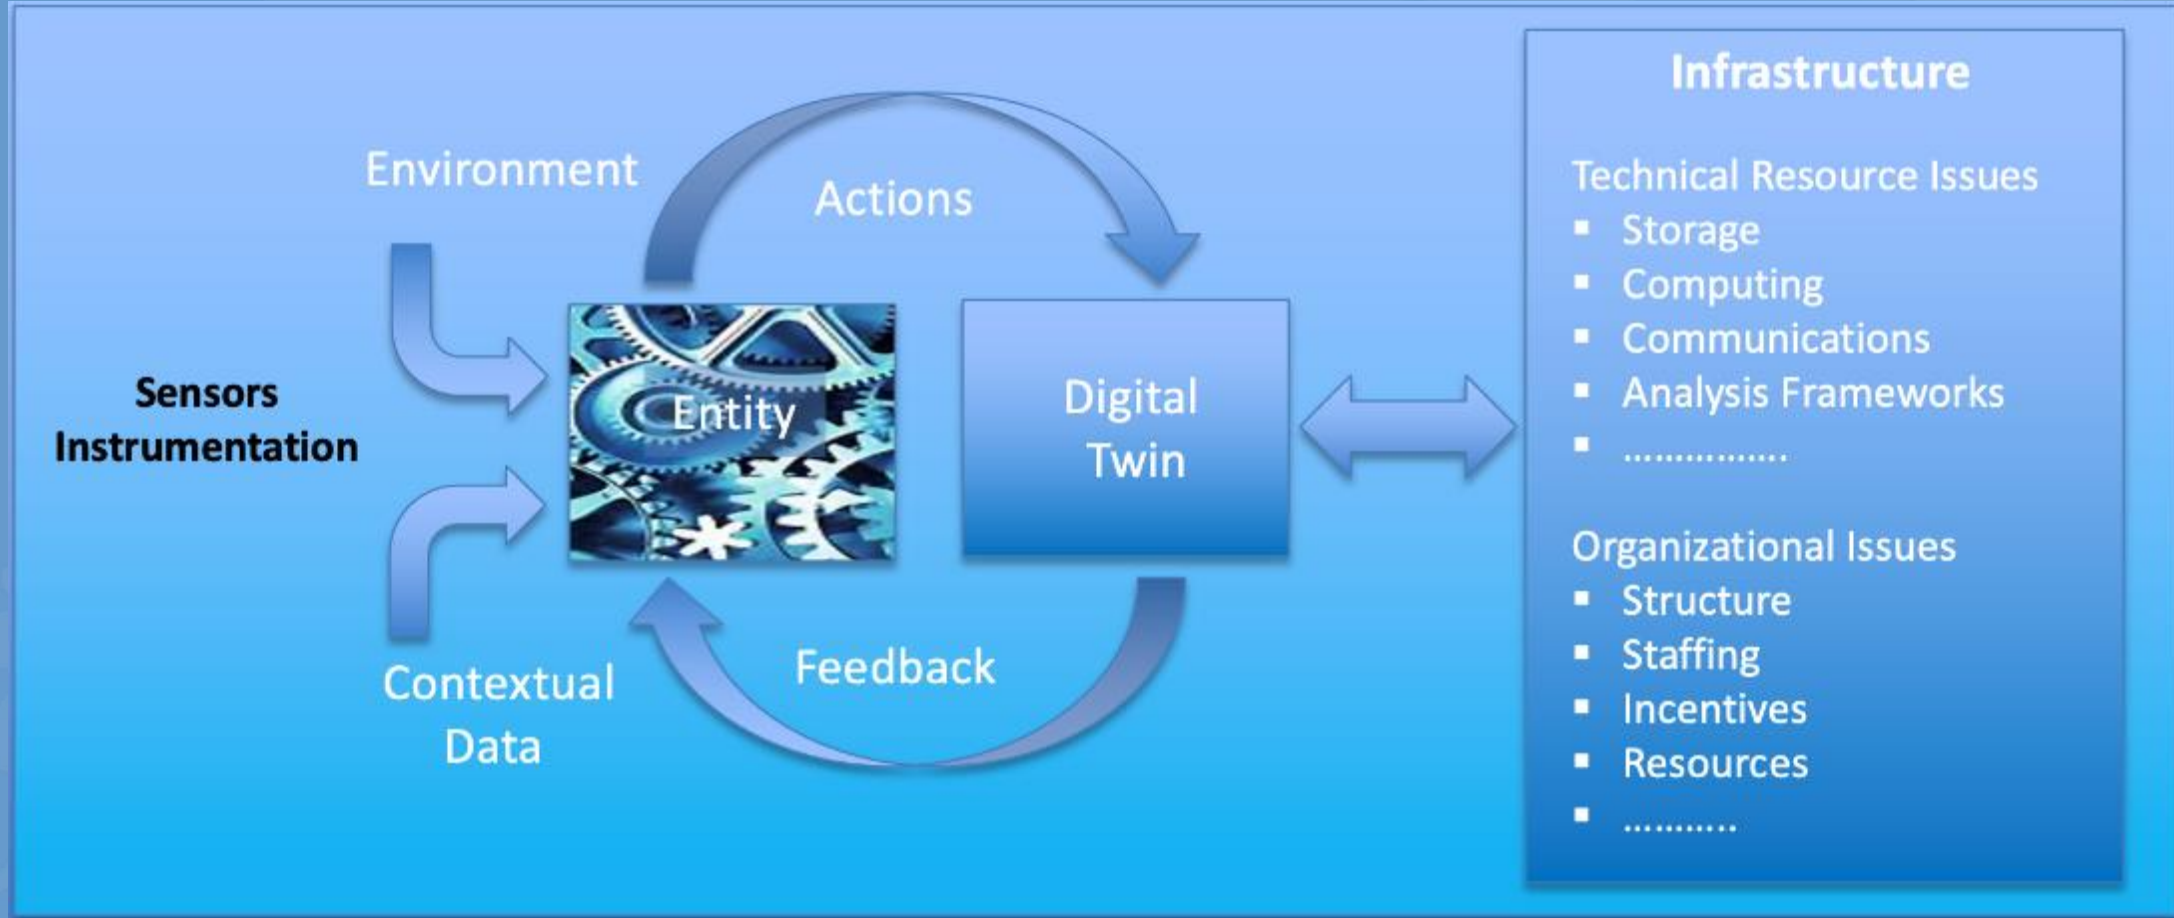 Environment
Actions
Sensors
Instrumentation
Entity
Digital
Twin
Feedback
Contextual
Data
Infrastructure
Technical Resource Issues
▪ Storage
▪ Computing
▪ Communications
▪ Analysis Frameworks
▪ …………….
Organizational Issues
▪ Structure
▪ Staffing
▪ Incentives
▪ Resources
▪ ………..